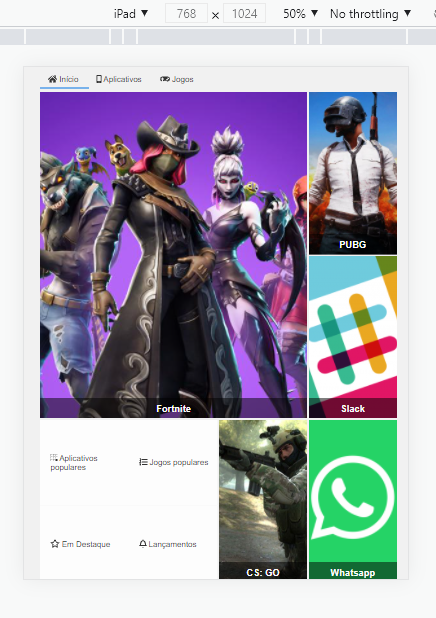 iPad ▼ 768 × 1024 50% ▼ No throttling ▼
Início Aplicativos Jogos
PUBG
Fortnite
Slack
Aplicativos
populares
Jogos populares
Em Destaque
Lançamentos
CS: GO
Whatsapp